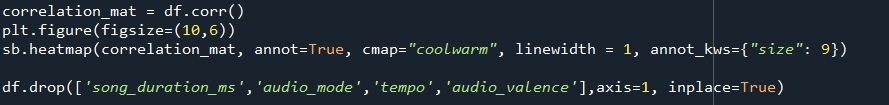 correlation_mat = df.corr()
plt.figure(figsize=(10,6))
sb.heatmap(correlation_mat, annot=True, cmap="coolwarm", linewidth = 1, annot_kws={"size": 9})
df.drop(['song_duration_ms','audio_mode','tempo','audio_valence'],axis=1, inplace=True)